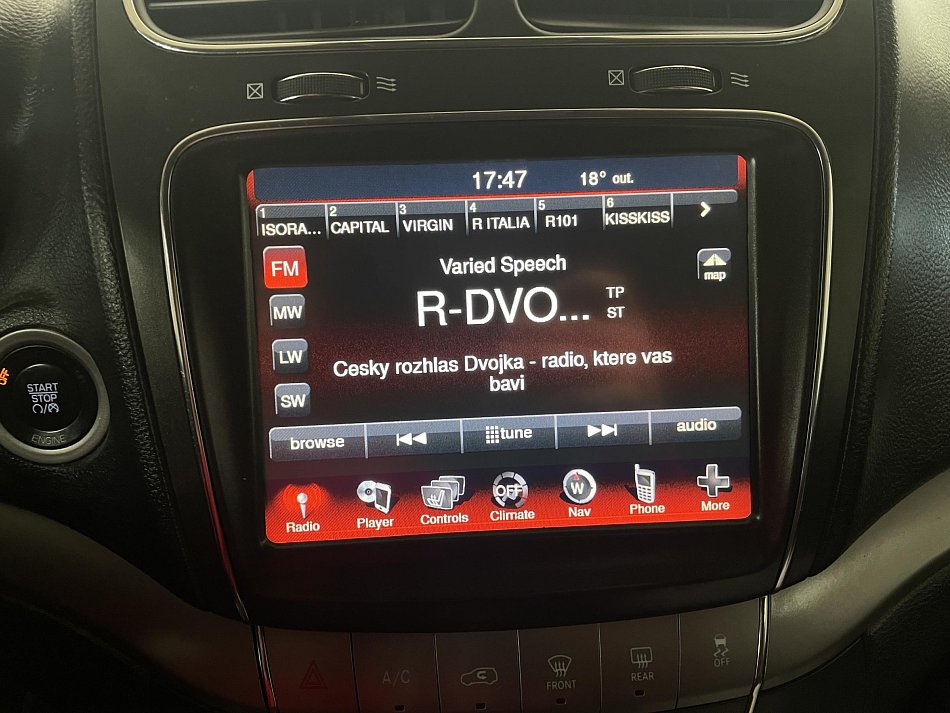 17:47 18° out.
1 2 3 4 5 6
ISORA... CAPITAL VIRGIN R ITALIA R101 KISSKISS >
FM
Varied Speech
map
R-DVO... TP
ST
MW
LW
Cesky rozhlas Dvojka - radio, ktere vas
bavi
SW
START
STOP
ENGINE
browse tune audio
Radio Player Controls OFF Climate W Nav Phone More
A/C FRONT REAR OFF